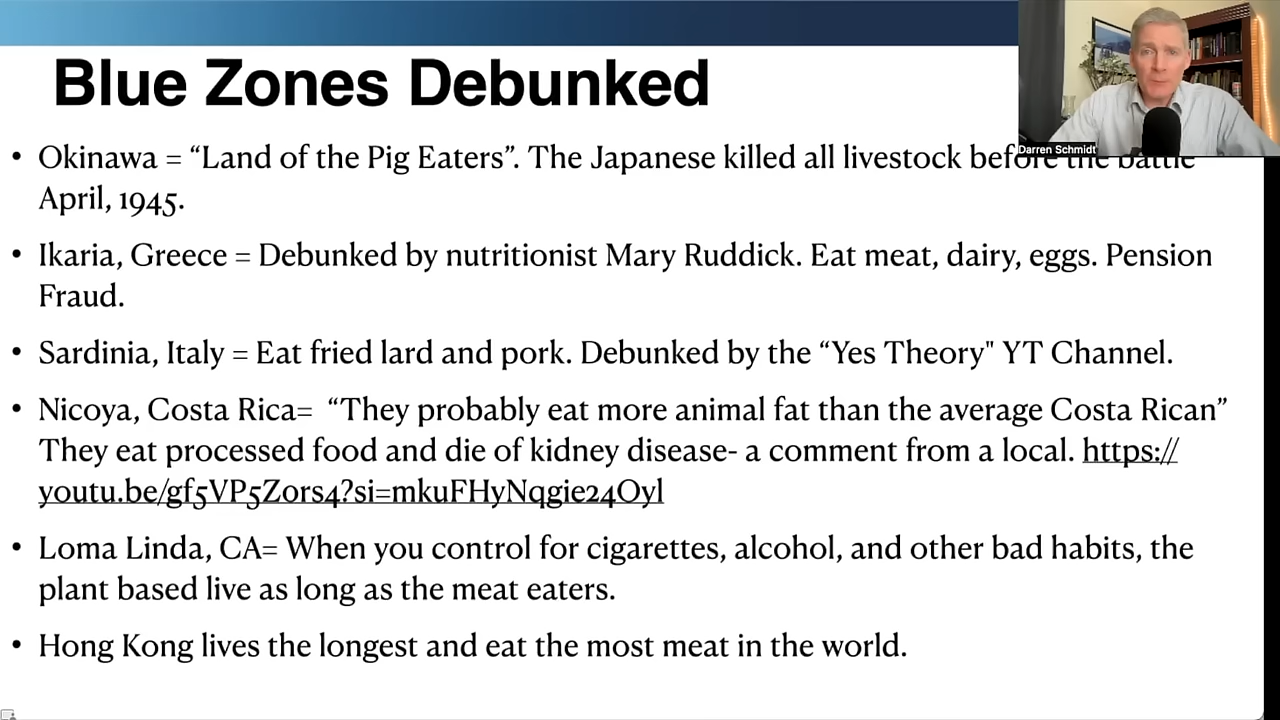 Blue Zones Debunked
Darren Schmidt
• Okinawa = “Land of the Pig Eaters”. The Japanese killed all livestock before the battle
April, 1945.
• Ikaria, Greece = Debunked by nutritionist Mary Ruddick. Eat meat, dairy, eggs. Pension
Fraud.
• Sardinia, Italy = Eat fried lard and pork. Debunked by the “Yes Theory" YT Channel.
• Nicoya, Costa Rica= “They probably eat more animal fat than the average Costa Rican”
They eat processed food and die of kidney disease- a comment from a local. https://
youtu.be/gf5VP5Zors4?si=mkuFHyNqgie24Oyl
• Loma Linda, CA= When you control for cigarettes, alcohol, and other bad habits, the
plant based live as long as the meat eaters.
• Hong Kong lives the longest and eat the most meat in the world.